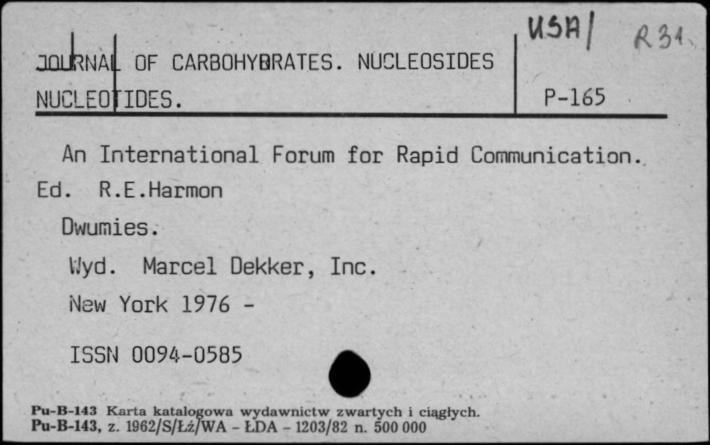 USA/ R31.
JOURNAL OF CARBOHYDRATES. NUCLEOSIDES
NUCLEOTIDES. P-165
An International Forum for Rapid Communication.
Ed. R.E.Harmon
Dwumies.
Wyd. Marcel Dekker, Inc.
New York 1976 -
ISSN 0094-0585
Pu-B-143 Karta katalogowa wydawnictw zwartych i ciągłych.
Pu-B-143, z. 1962/S/Łź/WA - ŁDA - 1203/82 n. 500 000